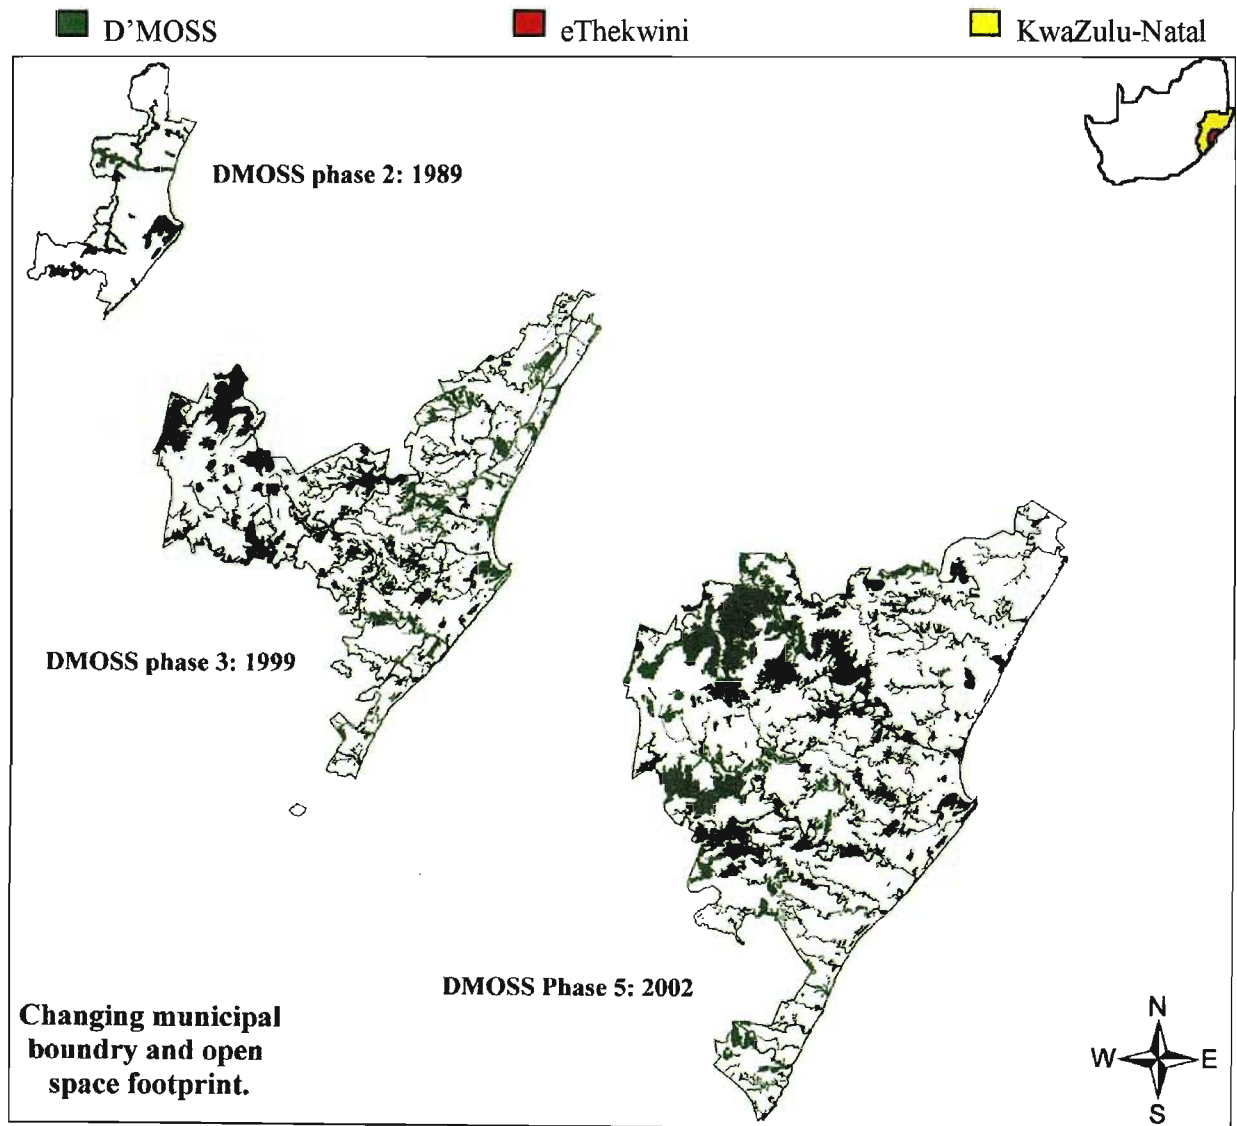 D'MOSS
eThekwini
KwaZulu-Natal
DMOSS phase 2: 1989
DMOSS phase 3: 1999
DMOSS Phase 5: 2002
Changing municipal
boundry and open
space footprint.
N
W
E
S